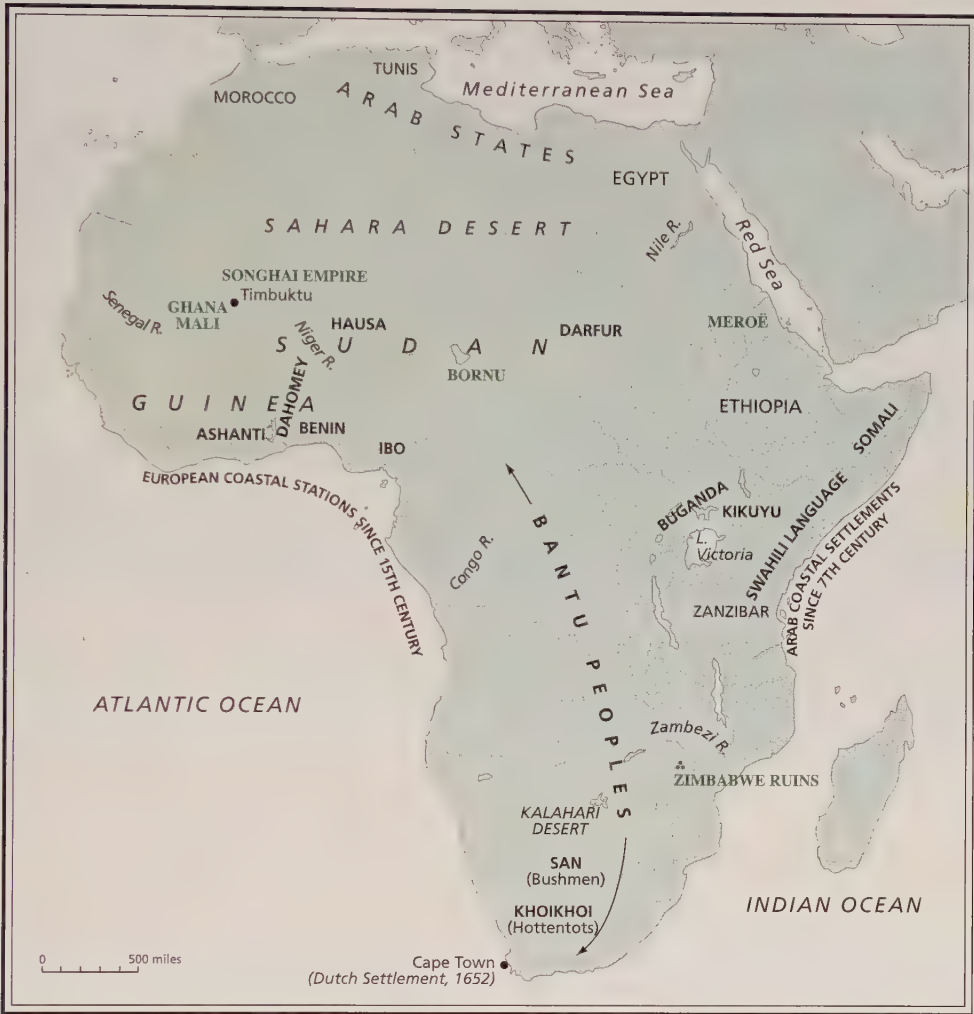 TUNIS
MOROCCO
Mediterranean Sea
ARAB STATES
EGYPT
SAHARA DESERT
Nile R.
Red Sea
SONGHAI EMPIRE
Timbuktu
Senegal R.
GHANA
MALI
Niger R.
HAUSA
SUDAN
DARFUR
MEROË
BORNU
GUINEA
DAHOMEY
ASHANTI
BENIN
IBO
ETHIOPIA
SOMALI
EUROPEAN COASTAL STATIONS SINCE 15TH CENTURY
BUGANDA
KIKUYU
L.
Victoria
SWAHILI LANGUAGE
ARAB COASTAL SETTLEMENTS
SINCE 7TH CENTURY
Congo R.
BANTU PEOPLES
ZANZIBAR
ATLANTIC OCEAN
Zambezi R.
ZIMBABWE RUINS
KALAHARI
DESERT
SAN
(Bushmen)
KHOIKHOI
(Hottentots)
INDIAN OCEAN
0 500 miles
Cape Town
(Dutch Settlement, 1652)